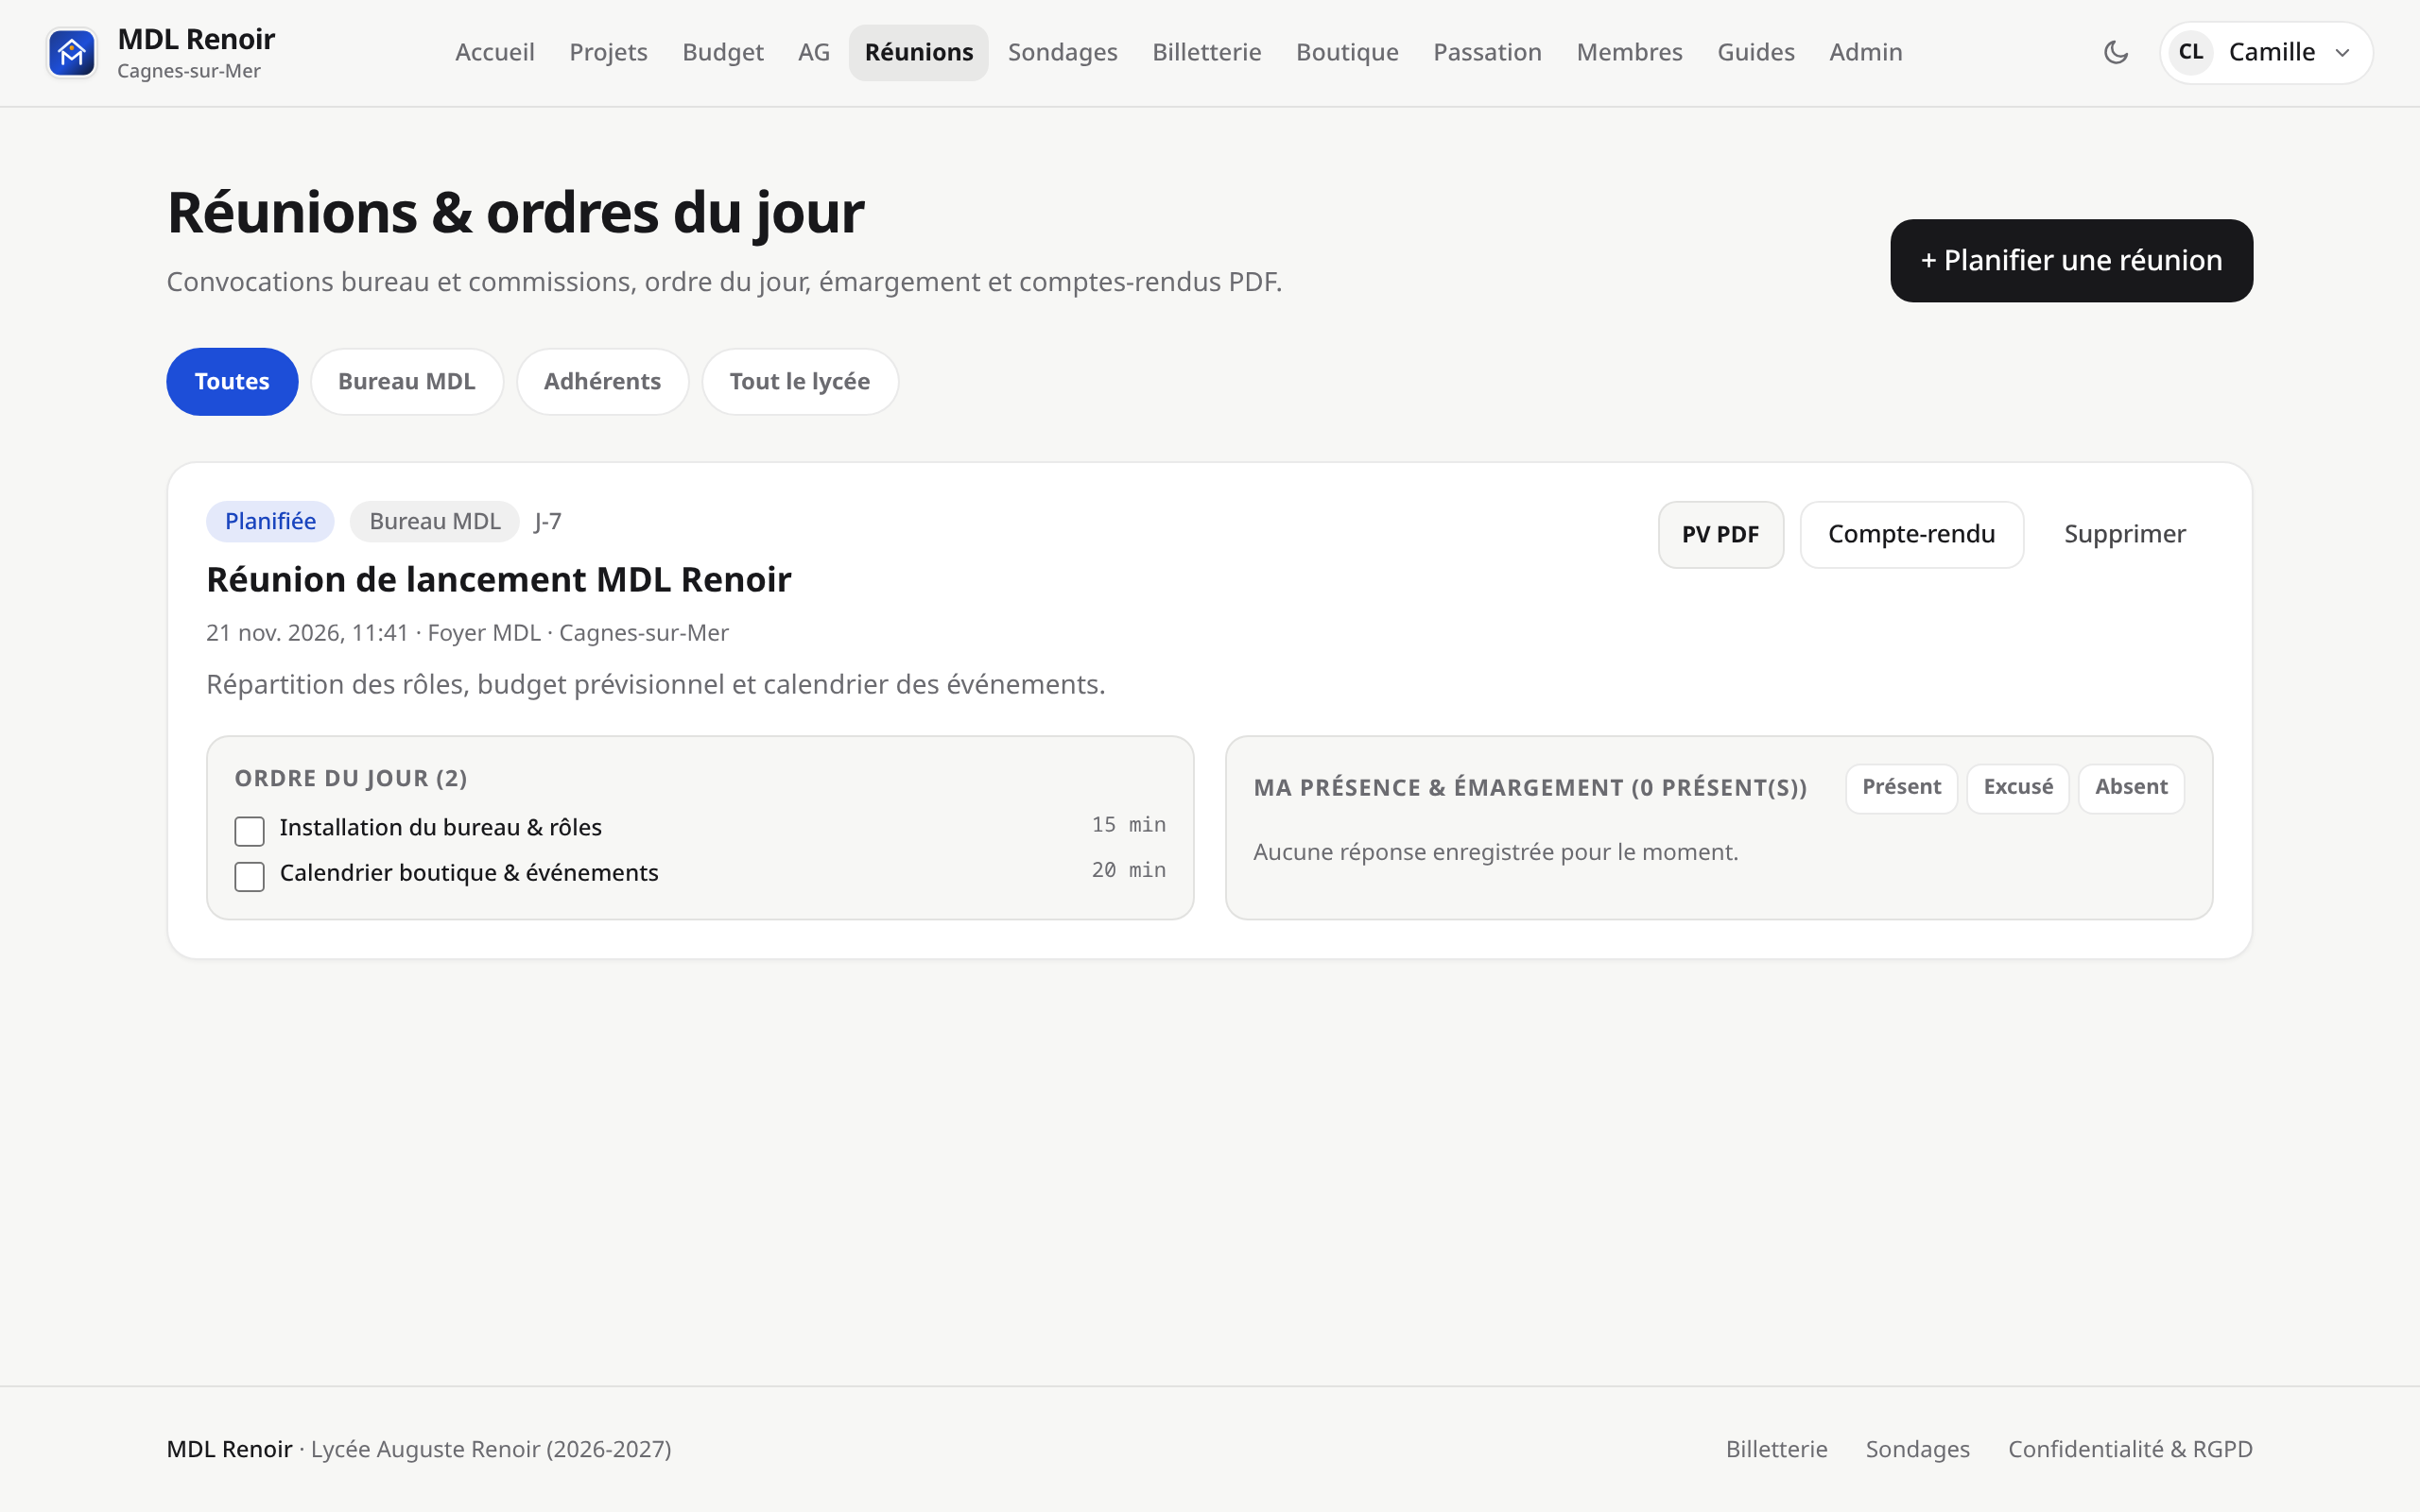 MDL Renoir
Cagnes-sur-Mer
Accueil Projets Budget AG Réunions Sondages Billetterie Boutique Passation Membres Guides Admin
CL Camille
Réunions & ordres du jour
Convocations bureau et commissions, ordre du jour, émargement et comptes-rendus PDF.
+ Planifier une réunion
Toutes Bureau MDL Adhérents Tout le lycée
Planifiée Bureau MDL J-7
PV PDF Compte-rendu Supprimer
Réunion de lancement MDL Renoir
21 nov. 2026, 11:41 · Foyer MDL · Cagnes-sur-Mer
Répartition des rôles, budget prévisionnel et calendrier des événements.
ORDRE DU JOUR (2)
Installation du bureau & rôles 15 min
Calendrier boutique & événements 20 min
MA PRÉSENCE & ÉMARGEMENT (0 PRÉSENT(S)) Présent Excusé Absent
Aucune réponse enregistrée pour le moment.
MDL Renoir · Lycée Auguste Renoir (2026-2027)
Billetterie Sondages Confidentialité & RGPD